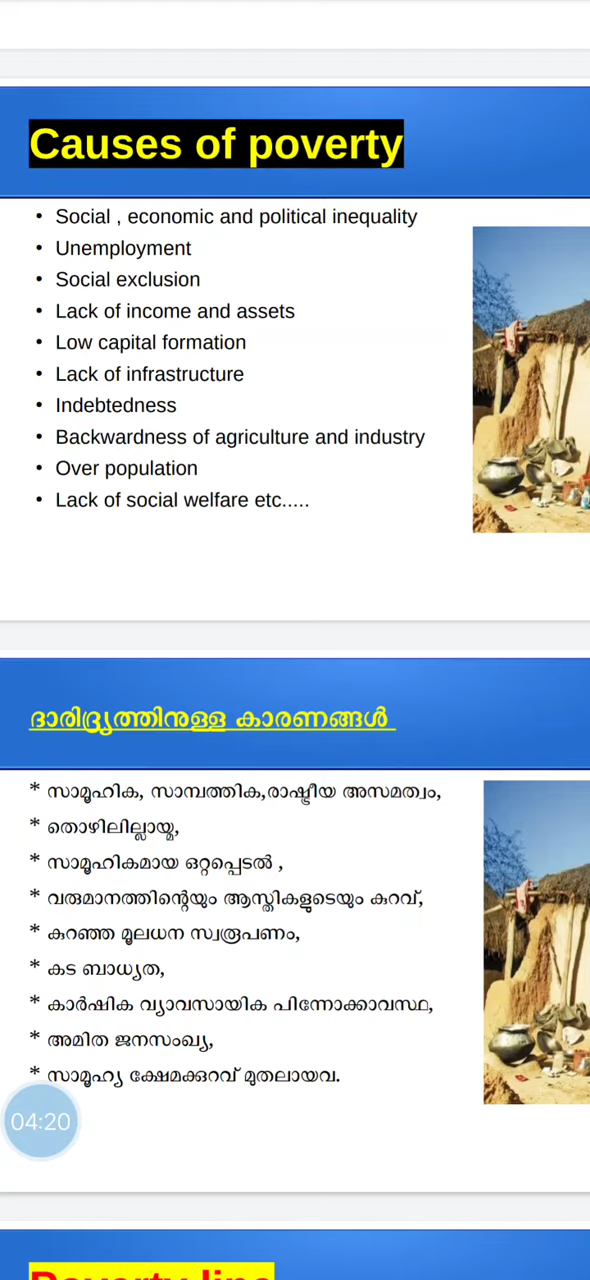 Causes of poverty
• Social , economic and political inequality
• Unemployment
• Social exclusion
• Lack of income and assets
• Low capital formation
• Lack of infrastructure
• Indebtedness
• Backwardness of agriculture and industry
• Over population
• Lack of social welfare etc.....
ദാരിദ്ര്യത്തിനുള്ള കാരണങ്ങൾ
* സാമൂഹിക, സാമ്പത്തിക,രാഷ്ട്രീയ അസമത്വം,
* തൊഴിലില്ലായ്മ,
* സാമൂഹികമായ ഒറ്റപ്പെടൽ ,
* വരുമാനത്തിന്റെയും ആസ്തികളുടെയും കുറവ്,
* കുറഞ്ഞ മൂലധന സ്വരൂപണം,
* കട ബാധ്യത,
* കാർഷിക വ്യാവസായിക പിന്നോക്കാവസ്ഥ,
* അമിത ജനസംഖ്യ,
* സാമൂഹ്യ ക്ഷേമക്കുറവ് മുതലായവ.
04:20
Poverty line